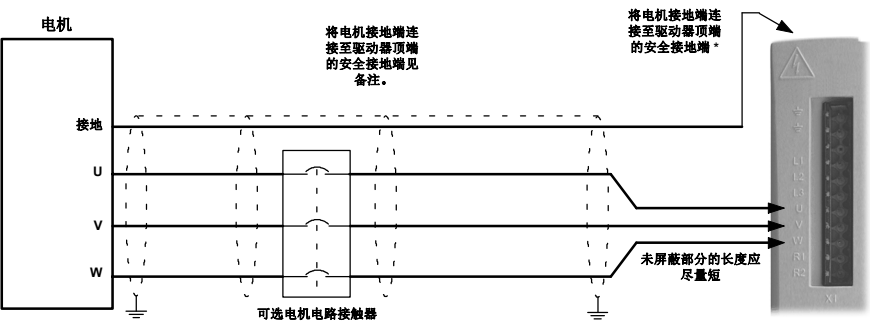 电机
将电机接地端连
接至驱动器顶端
的安全接地端见
备注。
将电机接地端连
接至驱动器顶端
的安全接地端 *
接地
U
V
W
L1
L2
L3
U
V
W
R1
R2
X1
未屏蔽部分的长度应
尽量短
可选电机电路接触器